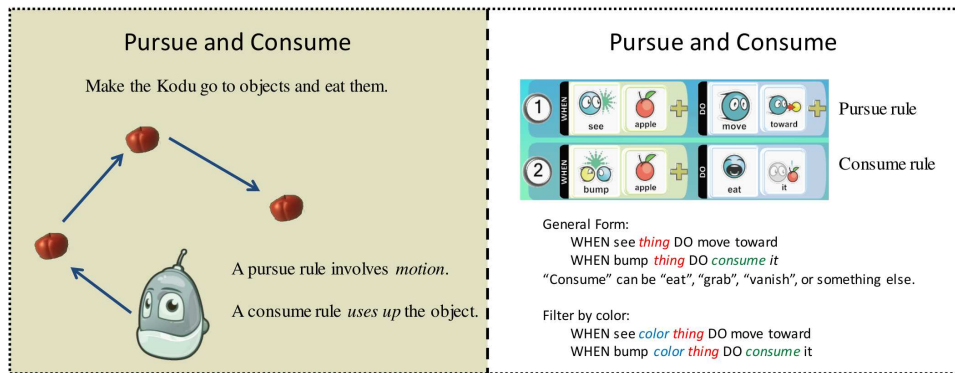 Pursue and Consume
Make the Kodu go to objects and eat them.
A pursue rule involves motion.
A consume rule uses up the object.
Pursue and Consume
1 WHEN see apple DO move toward
Pursue rule
2 WHEN bump apple DO eat it
Consume rule
General Form:
WHEN see thing DO move toward
WHEN bump thing DO consume it
“Consume” can be “eat”, “grab”, “vanish”, or something else.
Filter by color:
WHEN see color thing DO move toward
WHEN bump color thing DO consume it